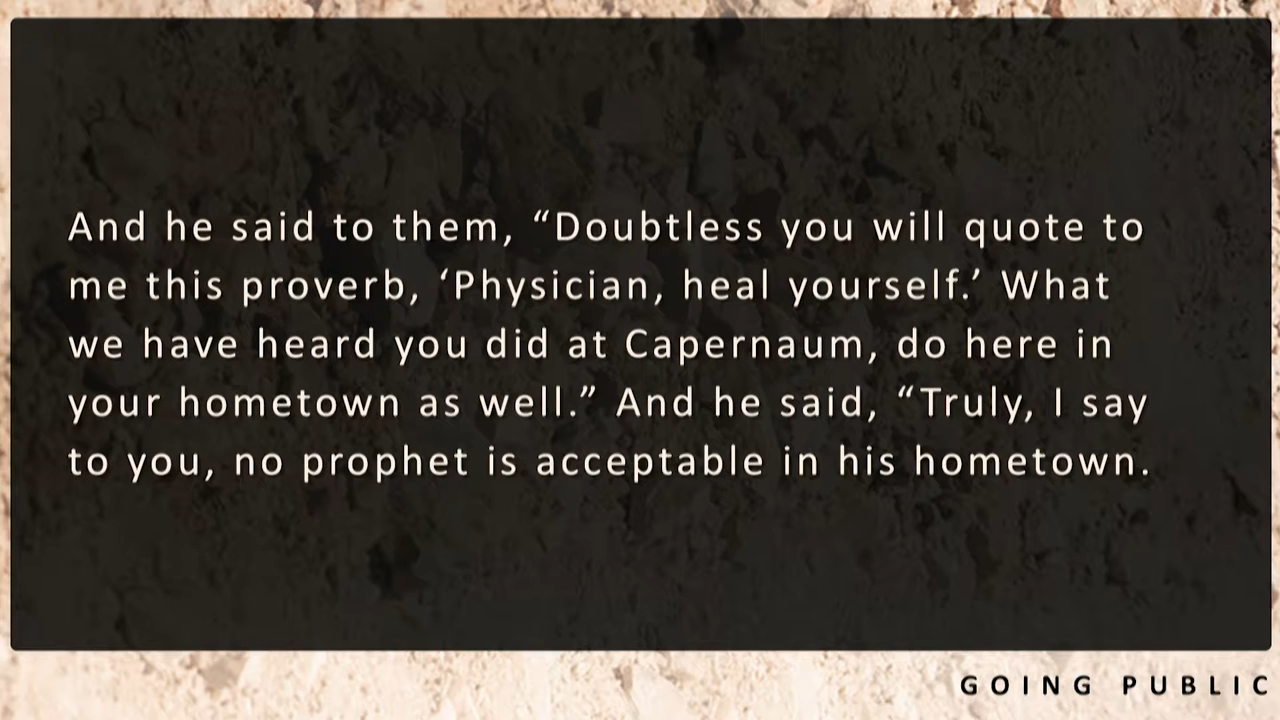 And he said to them, “Doubtless you will quote to
me this proverb, ‘Physician, heal yourself.’ What
we have heard you did at Capernaum, do here in
your hometown as well.” And he said, “Truly, I say
to you, no prophet is acceptable in his hometown.
GOING PUBLIC